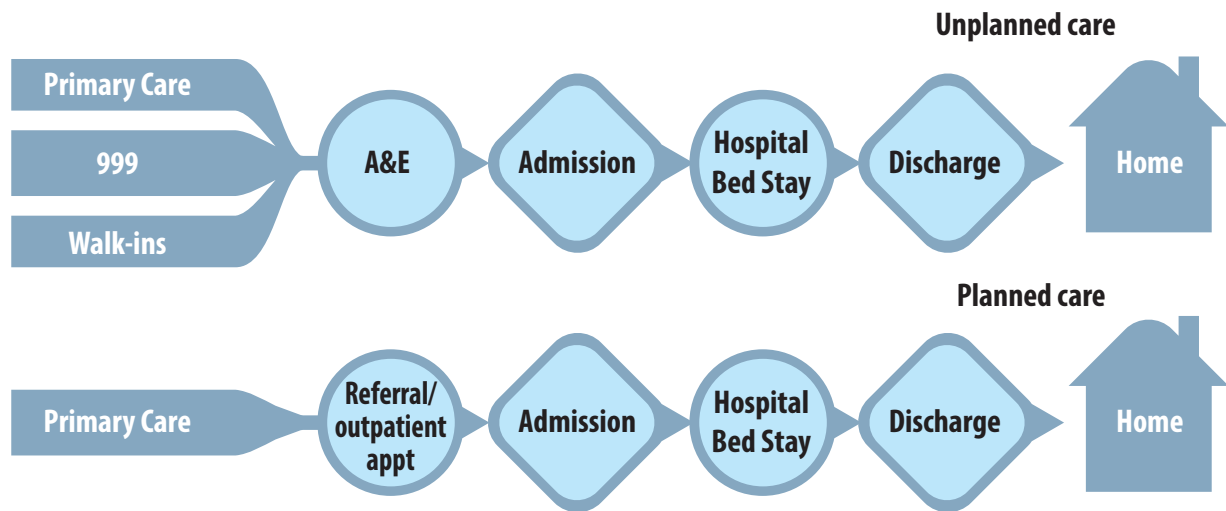 Unplanned care
Primary Care
999
Walk-ins
A&E
Admission
Hospital
Bed Stay
Discharge
Home
Planned care
Primary Care
Referral/
outpatient
appt
Admission
Hospital
Bed Stay
Discharge
Home